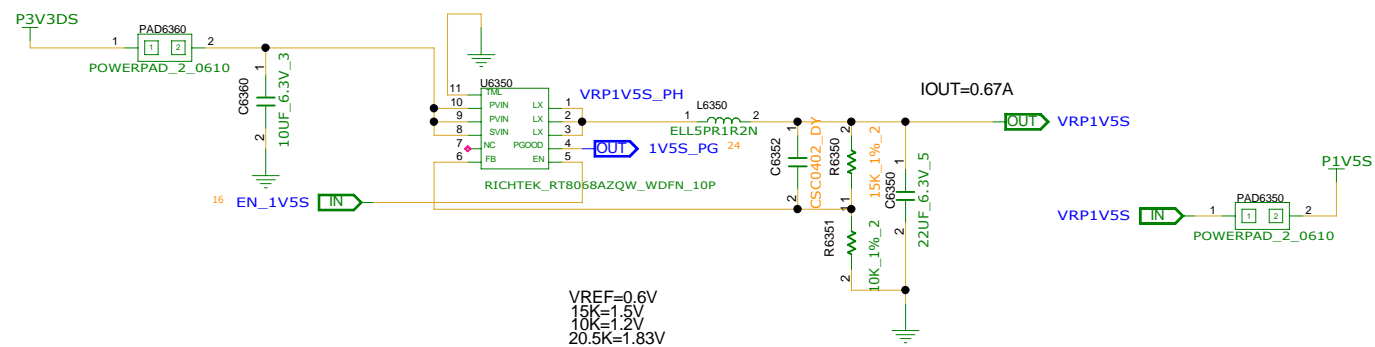 P3V3DS
PAD6360
1 1 2 2
POWERPAD_2_0610
C6360
1
2
10UF_6.3V_3
U6350
11 TML
10 PVIN LX 1
9 PVIN LX 2
8 SVIN LX 3
7 NC PGOOD 4
6 FB EN 5
RICHTEK_RT8068AZQW_WDFN_10P
VRP1V5S_PH
OUT 1V5S_PG 24
16 EN_1V5S IN
L6350
1 2
ELL5PR1R2N
C6352
1
2
CSC0402_DY
R6350
2
1
15K_1%_2
R6351
1
2
10K_1%_2
C6350
1
2
22UF_6.3V_5
IOUT=0.67A
OUT VRP1V5S
P1V5S
VRP1V5S IN
PAD6350
1 1 2 2
POWERPAD_2_0610
VREF=0.6V
15K=1.5V
10K=1.2V
20.5K=1.83V